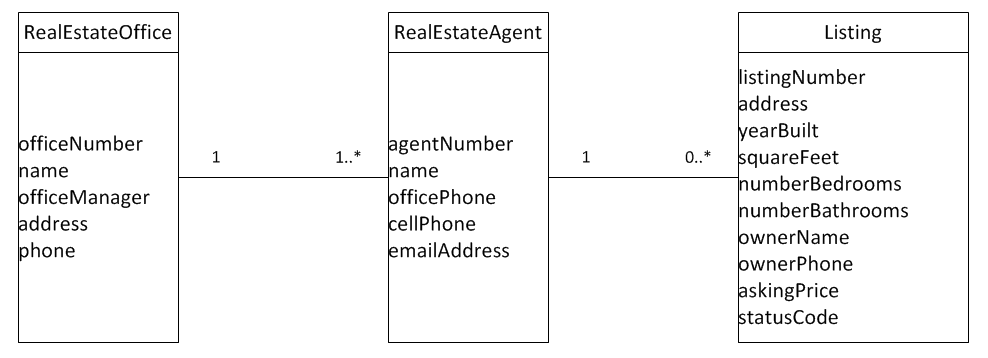 RealEstateOffice
officeNumber
name
officeManager
address
phone
1
1..*
RealEstateAgent
agentNumber
name
officePhone
cellPhone
emailAddress
1
0..*
Listing
listingNumber
address
yearBuilt
squareFeet
numberBedrooms
numberBathrooms
ownerName
ownerPhone
askingPrice
statusCode